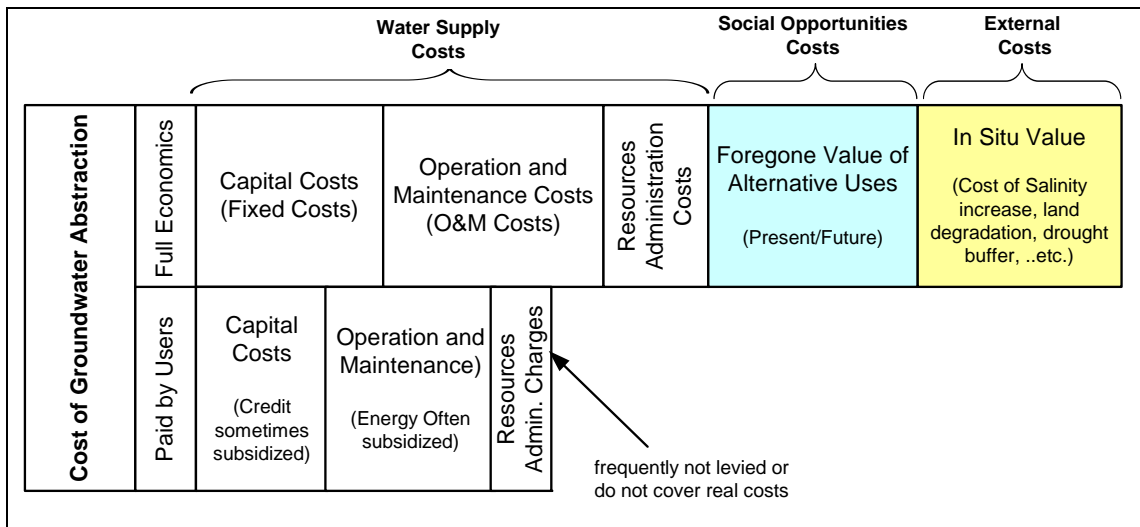 Water Supply
Costs
Social Opportunities
Costs
External
Costs
Cost of Groundwater Abstraction
Full Economics
Capital Costs
(Fixed Costs)
Operation and
Maintenance Costs
(O&M Costs)
Resources
Administration
Costs
Foregone Value of
Alternative Uses
(Present/Future)
In Situ Value
(Cost of Salinity
increase, land
degradation, drought
buffer, ..etc.)
Paid by Users
Capital
Costs
(Credit
sometimes
subsidized)
Operation and
Maintenance)
(Energy Often
subsidized)
Resources
Admin. Charges
frequently not levied or
do not cover real costs